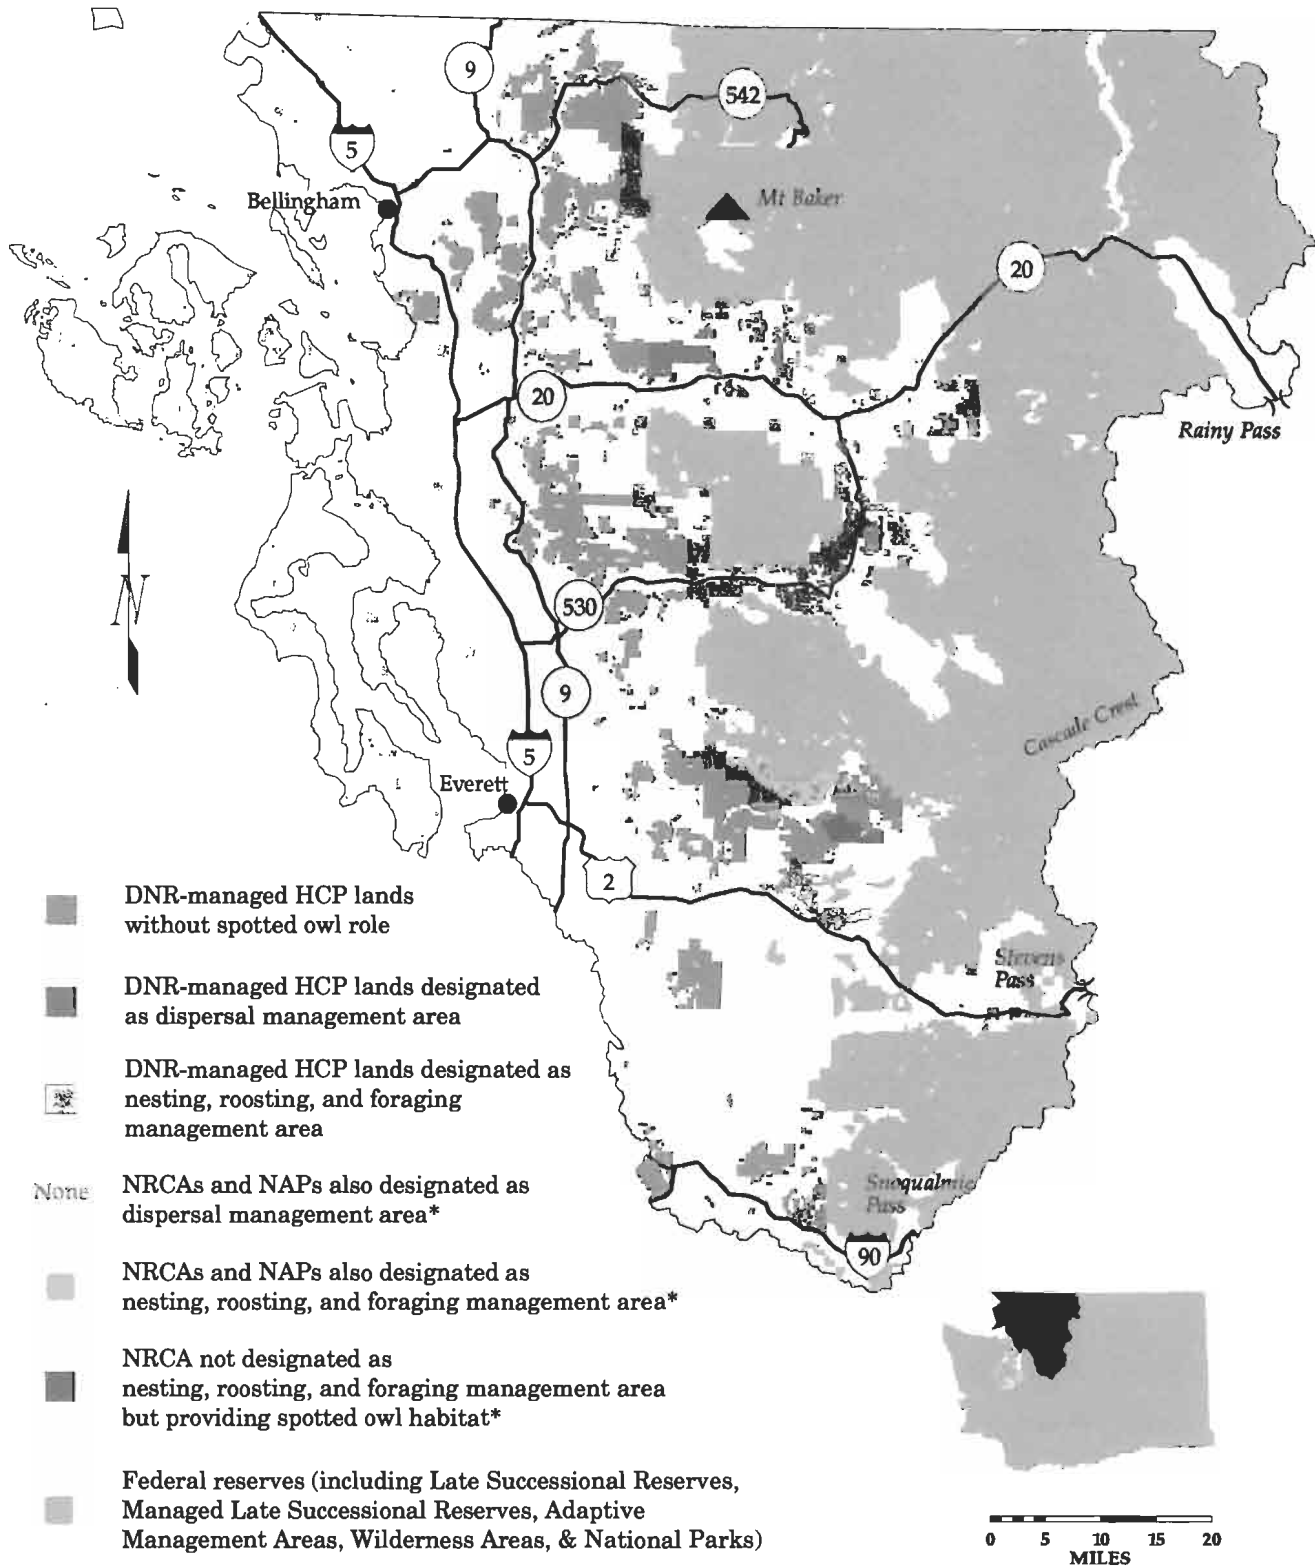 9
542
5
Bellingham
Mt Baker
20
20
Rainy Pass
N
530
9
Cascade Crest
5
Everett
2
Stevens
Pass
Snoqualmie
Pass
90
DNR-managed HCP lands
without spotted owl role
DNR-managed HCP lands designated
as dispersal management area
DNR-managed HCP lands designated as
nesting, roosting, and foraging
management area
None
NRCAs and NAPs also designated as
dispersal management area*
NRCAs and NAPs also designated as
nesting, roosting, and foraging management area*
NRCA not designated as
nesting, roosting, and foraging management area
but providing spotted owl habitat*
Federal reserves (including Late Successional Reserves,
Managed Late Successional Reserves, Adaptive
Management Areas, Wilderness Areas, & National Parks)
0 5 10 15 20
MILES